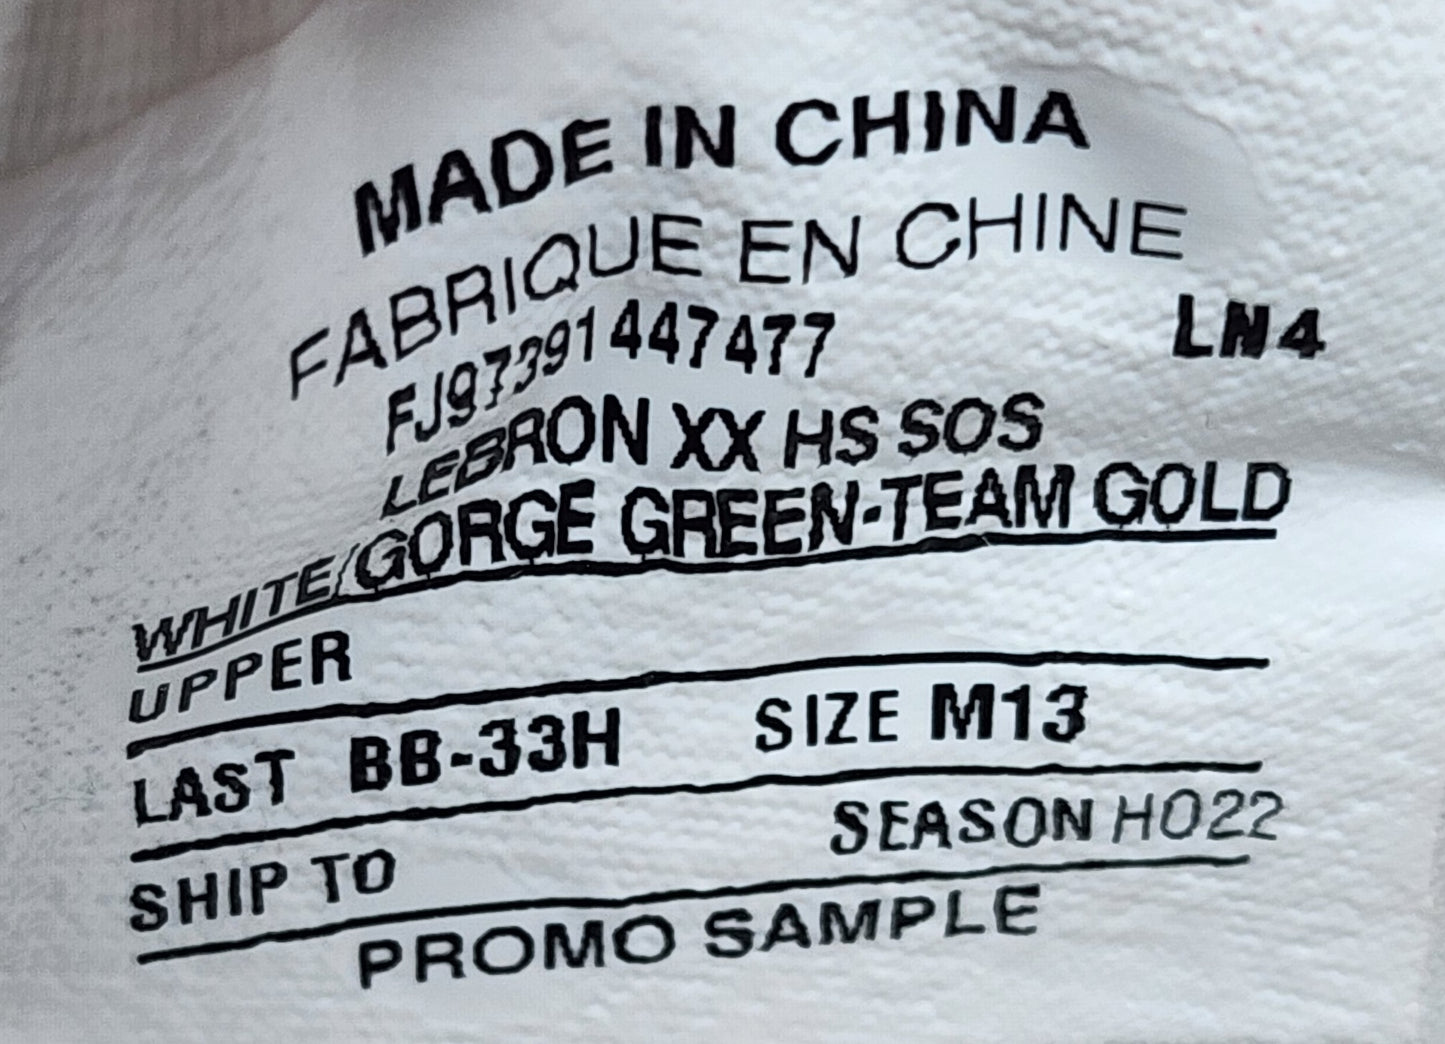 MADE IN CHINA
FABRIQUE EN CHINE
FJ97391447477 LN4
LEBRON XX HS SOS
WHITE/GORGE GREEN-TEAM GOLD
UPPER
LAST BB-33H SIZE M13
SHIP TO SEASON HO22
PROMO SAMPLE